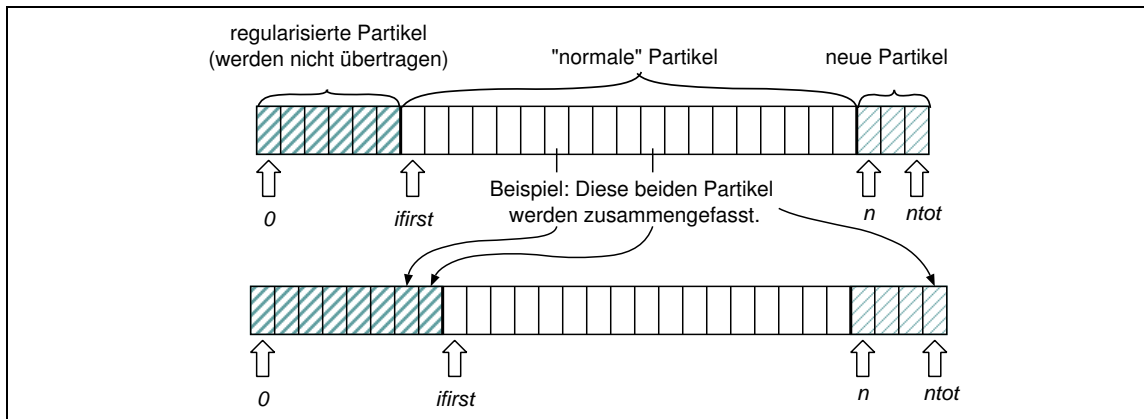 regularisierte Partikel
(werden nicht übertragen)
"normale" Partikel
neue Partikel
Beispiel: Diese beiden Partikel
werden zusammengefasst.
0
ifirst
n
ntot
0
ifirst
n
ntot